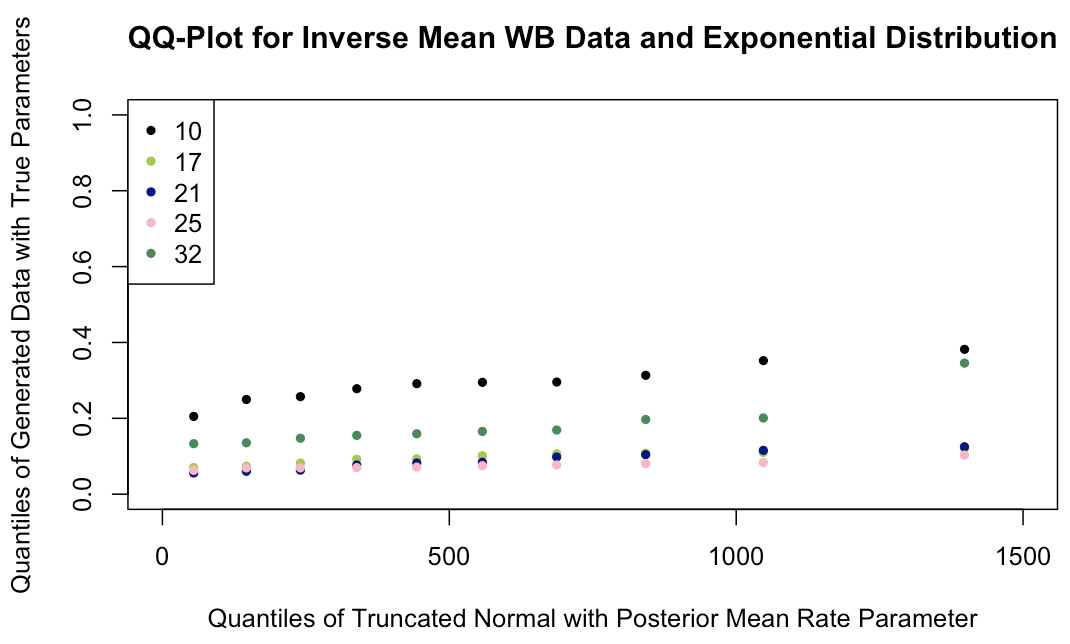 QQ-Plot for Inverse Mean WB Data and Exponential Distribution
Quantiles of Generated Data with True Parameters
1.0
0.8
0.6
0.4
0.2
0.0
10
17
21
25
32
0 500 1000 1500
Quantiles of Truncated Normal with Posterior Mean Rate Parameter